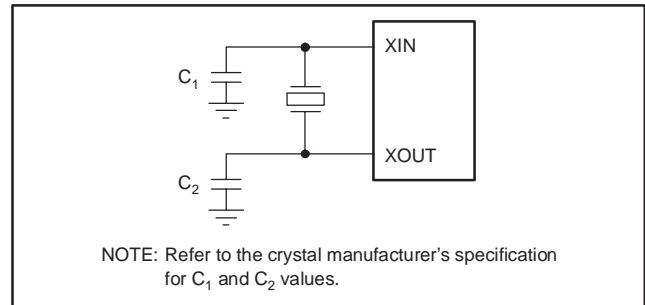 XIN
C₁
XOUT
C₂
NOTE: Refer to the crystal manufacturer's specification
for C₁ and C₂ values.